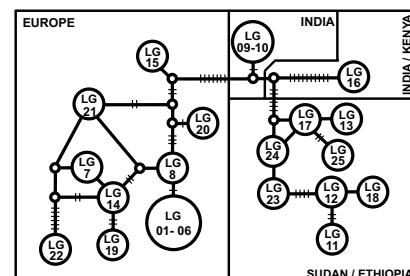 EUROPE
INDIA
INDIA / KENYA
LG
09-10
LG
15
LG
16
LG
21
LG
20
LG
17
LG
13
LG
7
LG
8
LG
24
LG
25
LG
14
LG
23
LG
12
LG
18
LG
01- 06
LG
22
LG
19
LG
11
SUDAN / ETHIOPIA